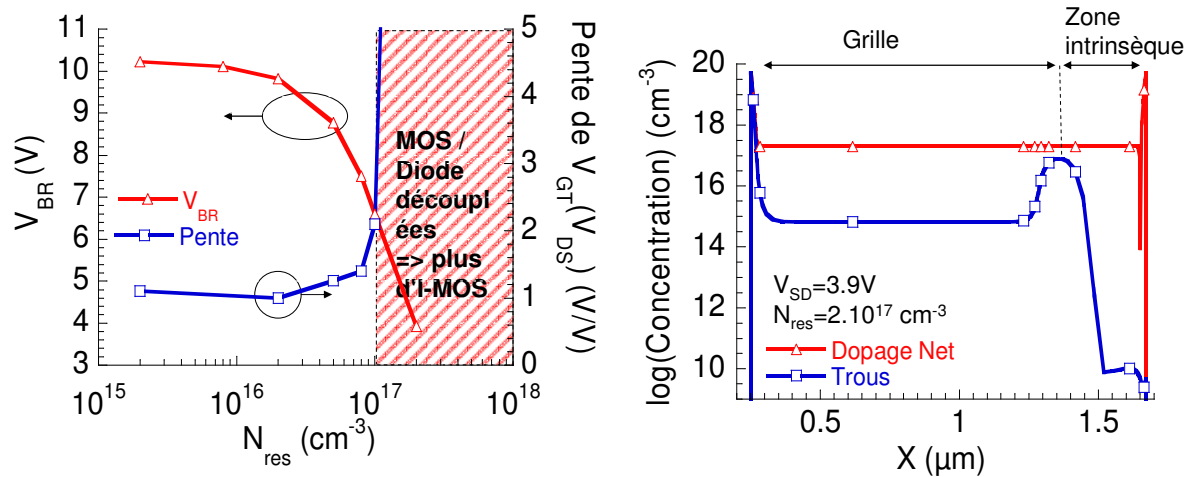 11
10
9
8
7
6
5
4
3
V_BR (V)
10^15
10^16
10^17
10^18
N_res (cm^-3)
5
4
3
2
1
0
Pente de V_GT(V_DS) (V/V)
V_BR
Pente
MOS /
Diode
découpl
ées
=> plus
d'I-MOS
Grille
Zone
intrinsèque
20
18
16
14
12
10
log(Concentration) (cm^-3)
V_SD=3.9V
N_res=2.10^17 cm^-3
Dopage Net
Trous
0.5
1
1.5
X (µm)